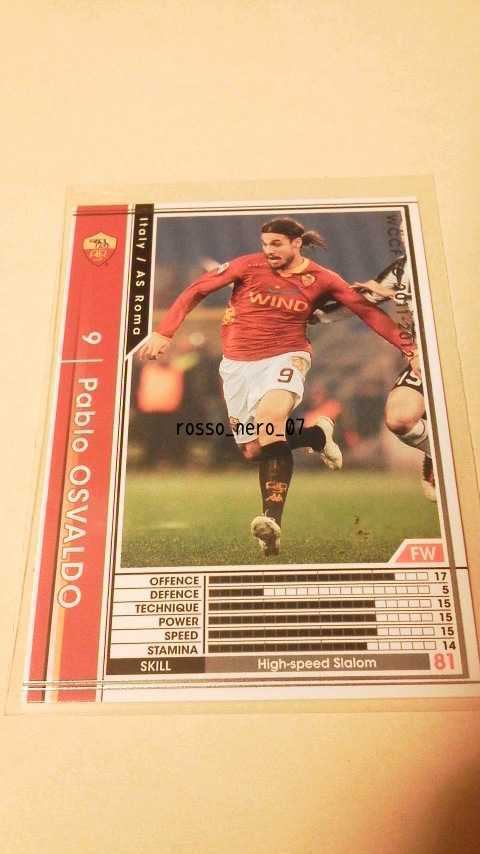 Italy / AS Roma
9 | Pablo OSVALDO
WCCF 2011-2012
WIND
9
rosso_nero_07
FW
OFFENCE 17
DEFENCE 5
TECHNIQUE 15
POWER 15
SPEED 15
STAMINA 14
SKILL High-speed Slalom 81